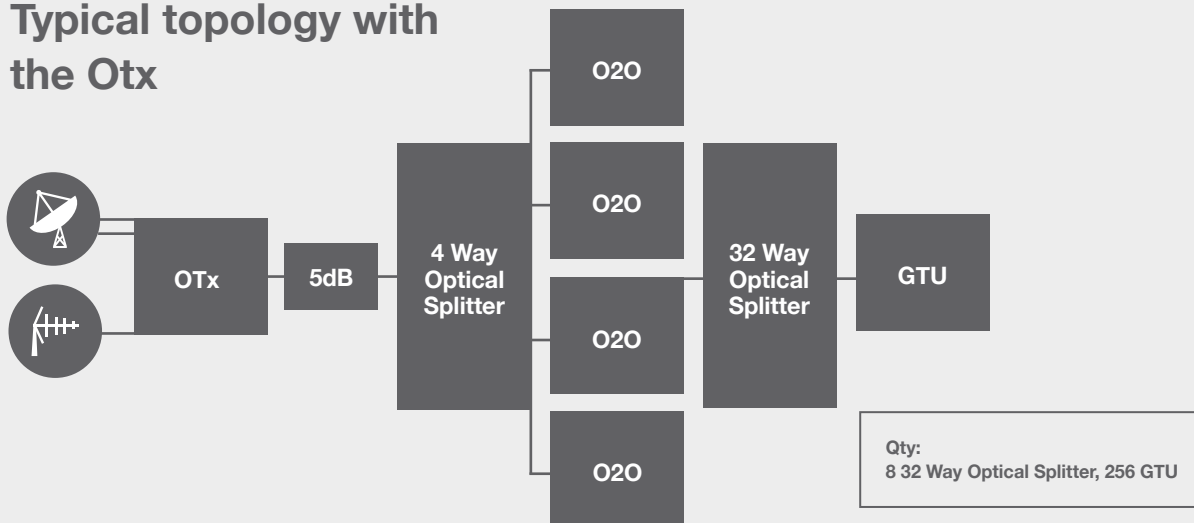 Typical topology with
the Otx
O2O
O2O
OTx
5dB
4 Way
Optical
Splitter
32 Way
Optical
Splitter
GTU
O2O
O2O
Qty:
8 32 Way Optical Splitter, 256 GTU